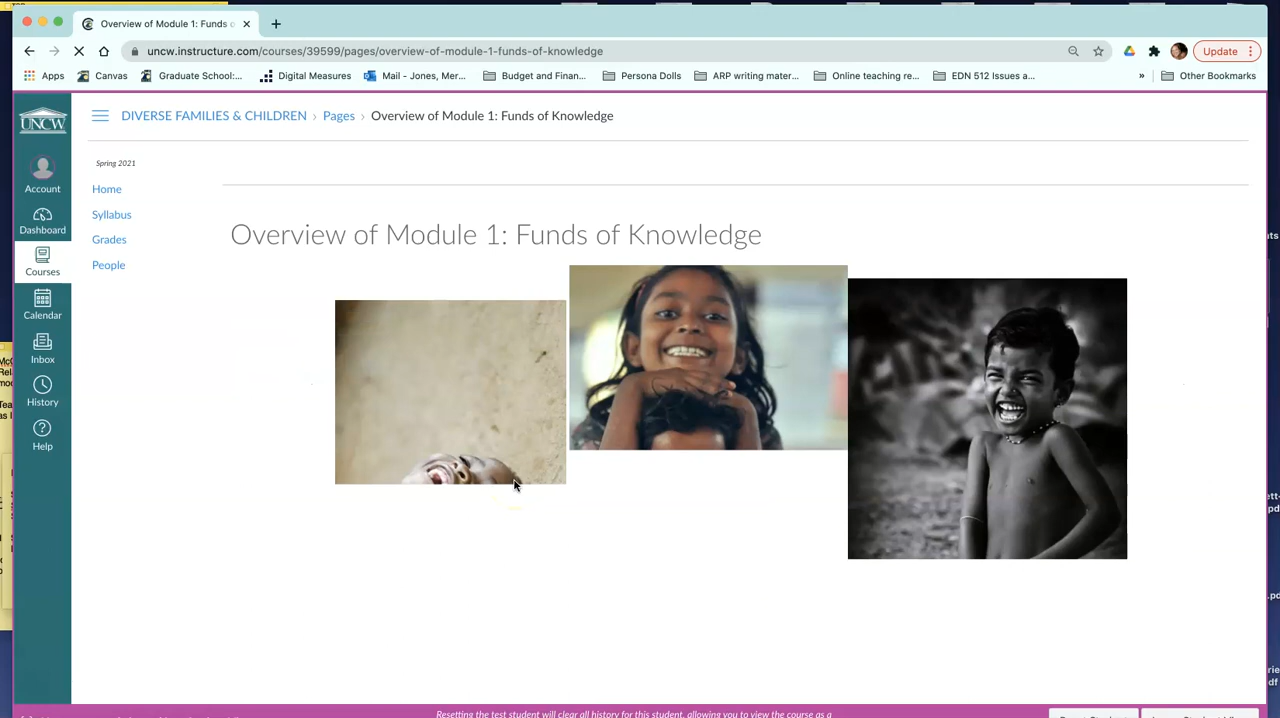 Overview of Module 1: Funds o
uncw.instructure.com/courses/39599/pages/overview-of-module-1-funds-of-knowledge
Update
Apps
Canvas
Graduate School:...
Digital Measures
Mail - Jones, Mer...
Budget and Finan...
Persona Dolls
ARP writing mater...
Online teaching re...
EDN 512 Issues a...
»
Other Bookmarks
UNCW
DIVERSE FAMILIES & CHILDREN › Pages › Overview of Module 1: Funds of Knowledge
Spring 2021
Home
Syllabus
Grades
People
Account
Dashboard
Courses
Calendar
Inbox
History
Help
Overview of Module 1: Funds of Knowledge
Resetting the test student will clear all history for this student, allowing you to view the course as a